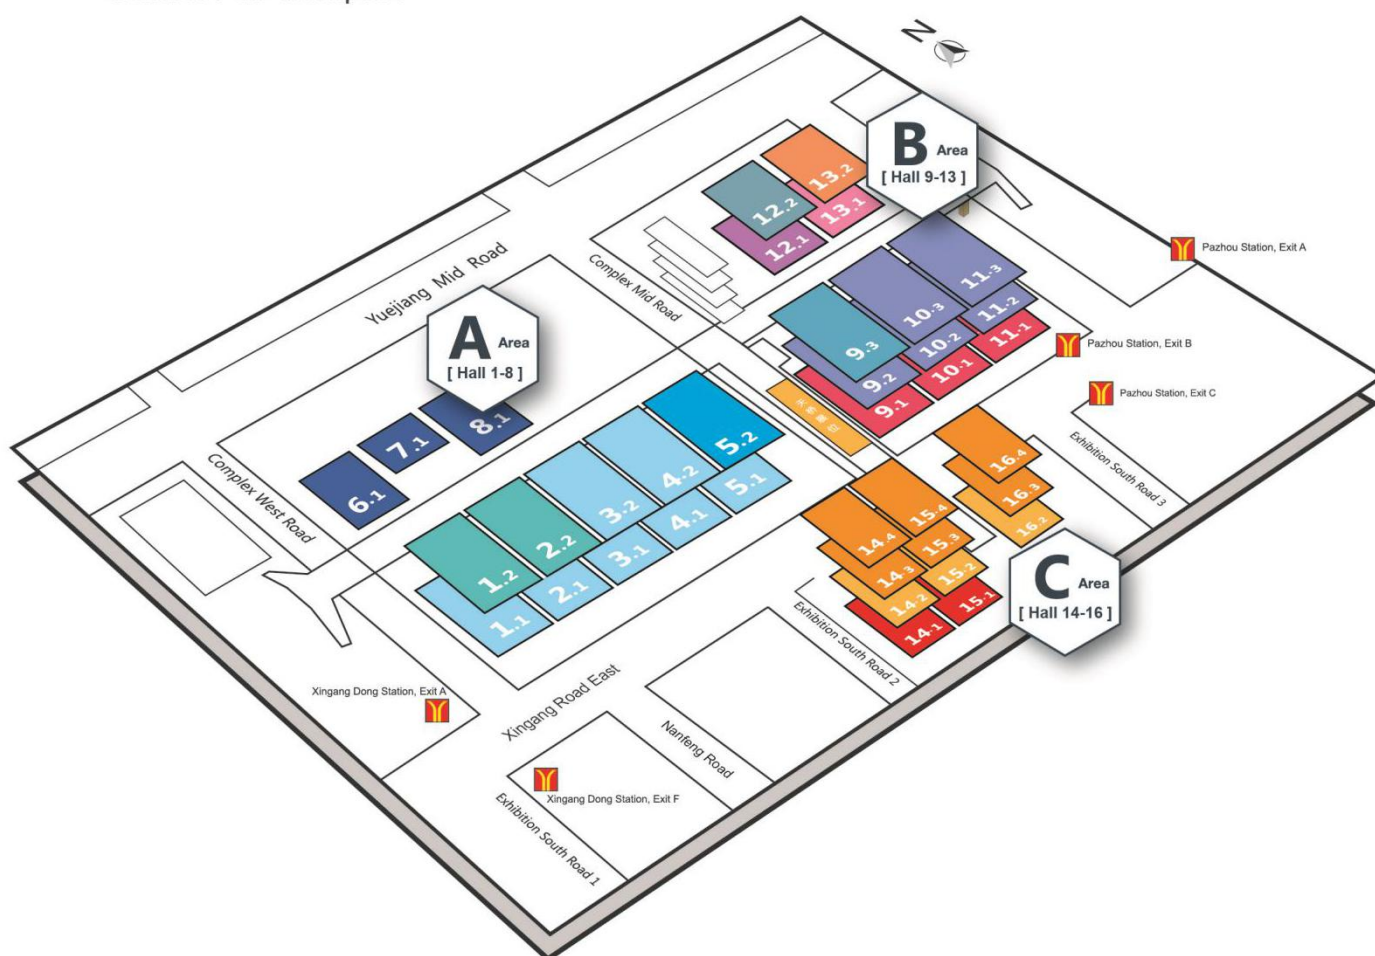 N
B Area
[ Hall 9-13 ]
13.2
13.1
12.2
12.1
Yuejiang Mid Road
Complex Mid Road
Pazhou Station, Exit A
11.3
11.2
11.1
10.3
10.2
10.1
9.3
9.2
9.1
Pazhou Station, Exit B
Pazhou Station, Exit C
A Area
[ Hall 1-8 ]
8.1
7.1
6.1
Complex West Road
5.2
5.1
4.2
4.1
3.2
3.1
2.2
2.1
1.2
1.1
16.4
16.3
16.2
Exhibition South Road 3
15.4
15.3
15.2
15.1
14.4
14.3
14.2
14.1
C Area
[ Hall 14-16 ]
Exhibition South Road 2
Xingang Dong Station, Exit A
Xingang Road East
Nanfeng Road
Xingang Dong Station, Exit F
Exhibition South Road 1